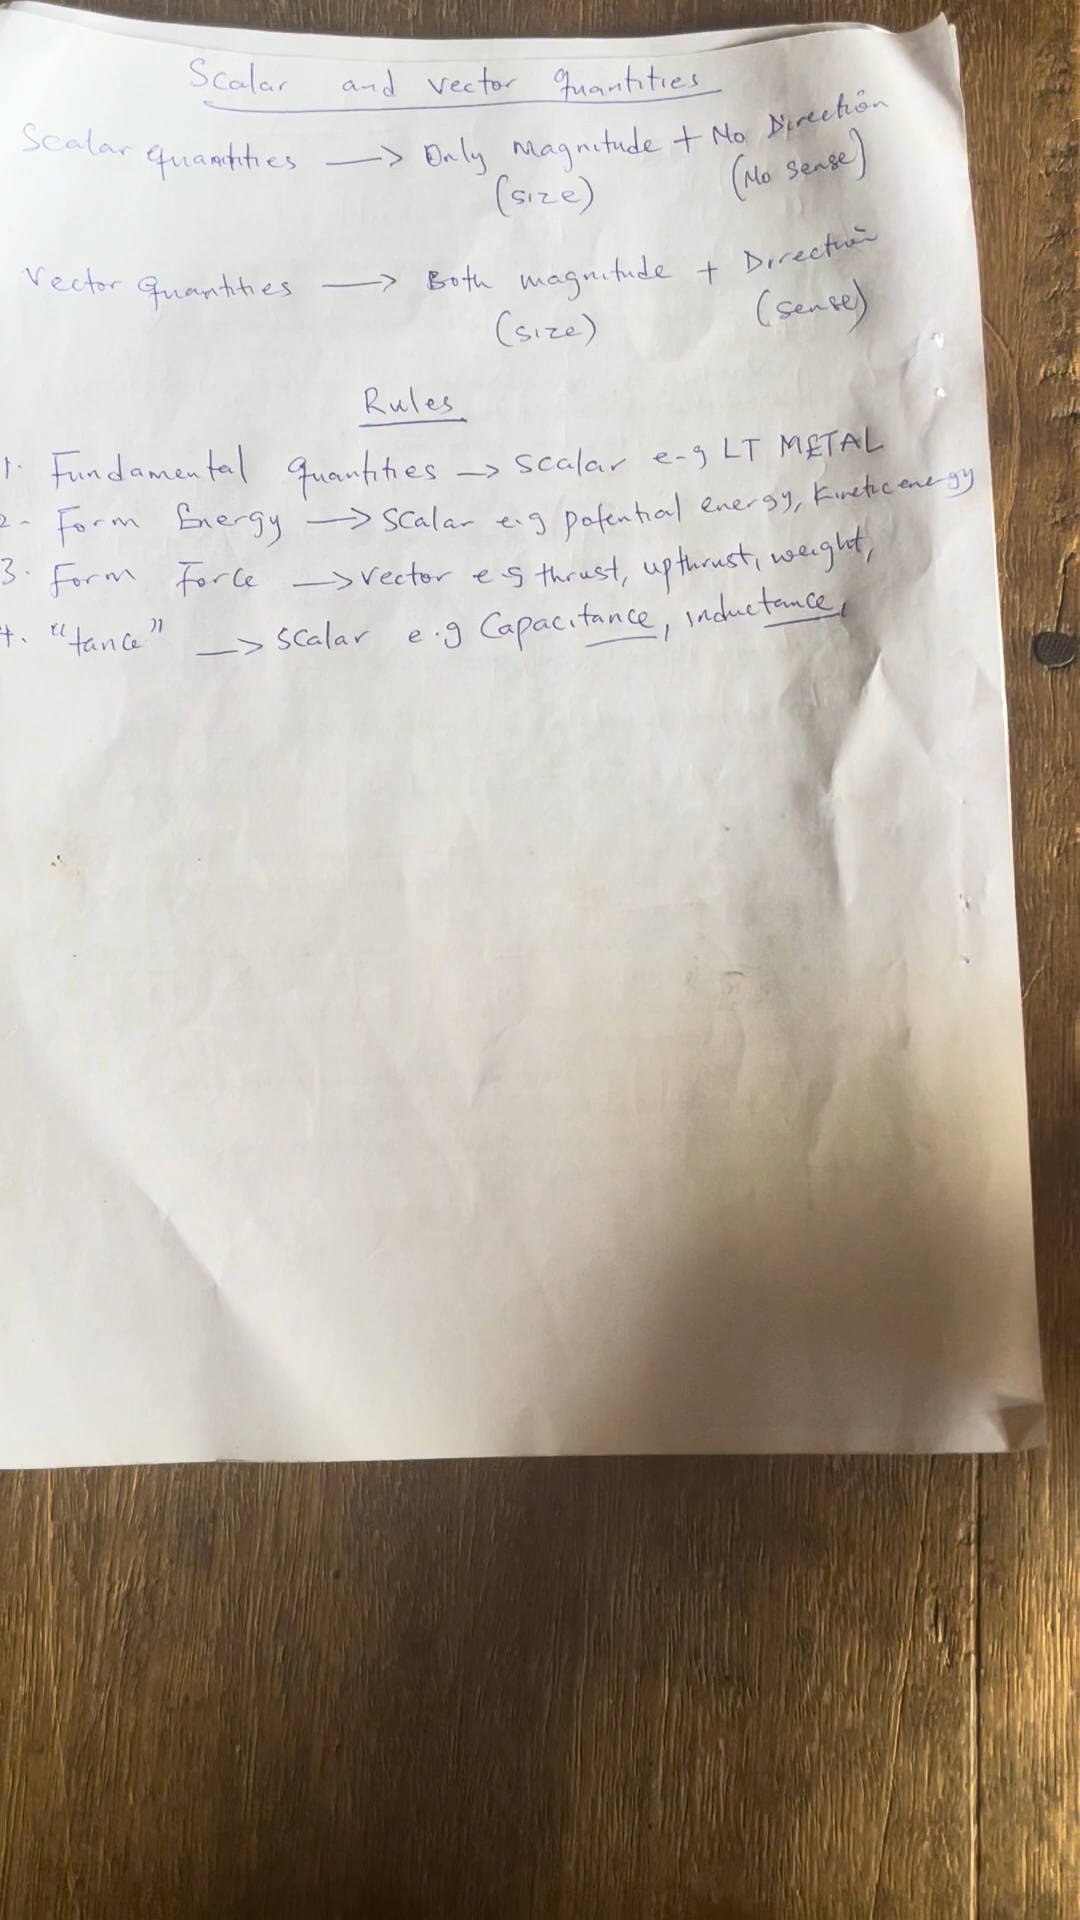 Scalar and vector Quantities
Scalar quantities → Only magnitude + No Direction
(size) (No sense)
Vector Quantities → Both magnitude + Direction
(size) (sense)
Rules
1. Fundamental Quantities → scalar e.g LT METAL
2. Form Energy → scalar e.g potential energy, Kinetic energy
3. Form Force → vector e g thrust, upthrust, weight,
4. "tance" → scalar e.g Capacitance, inductance,